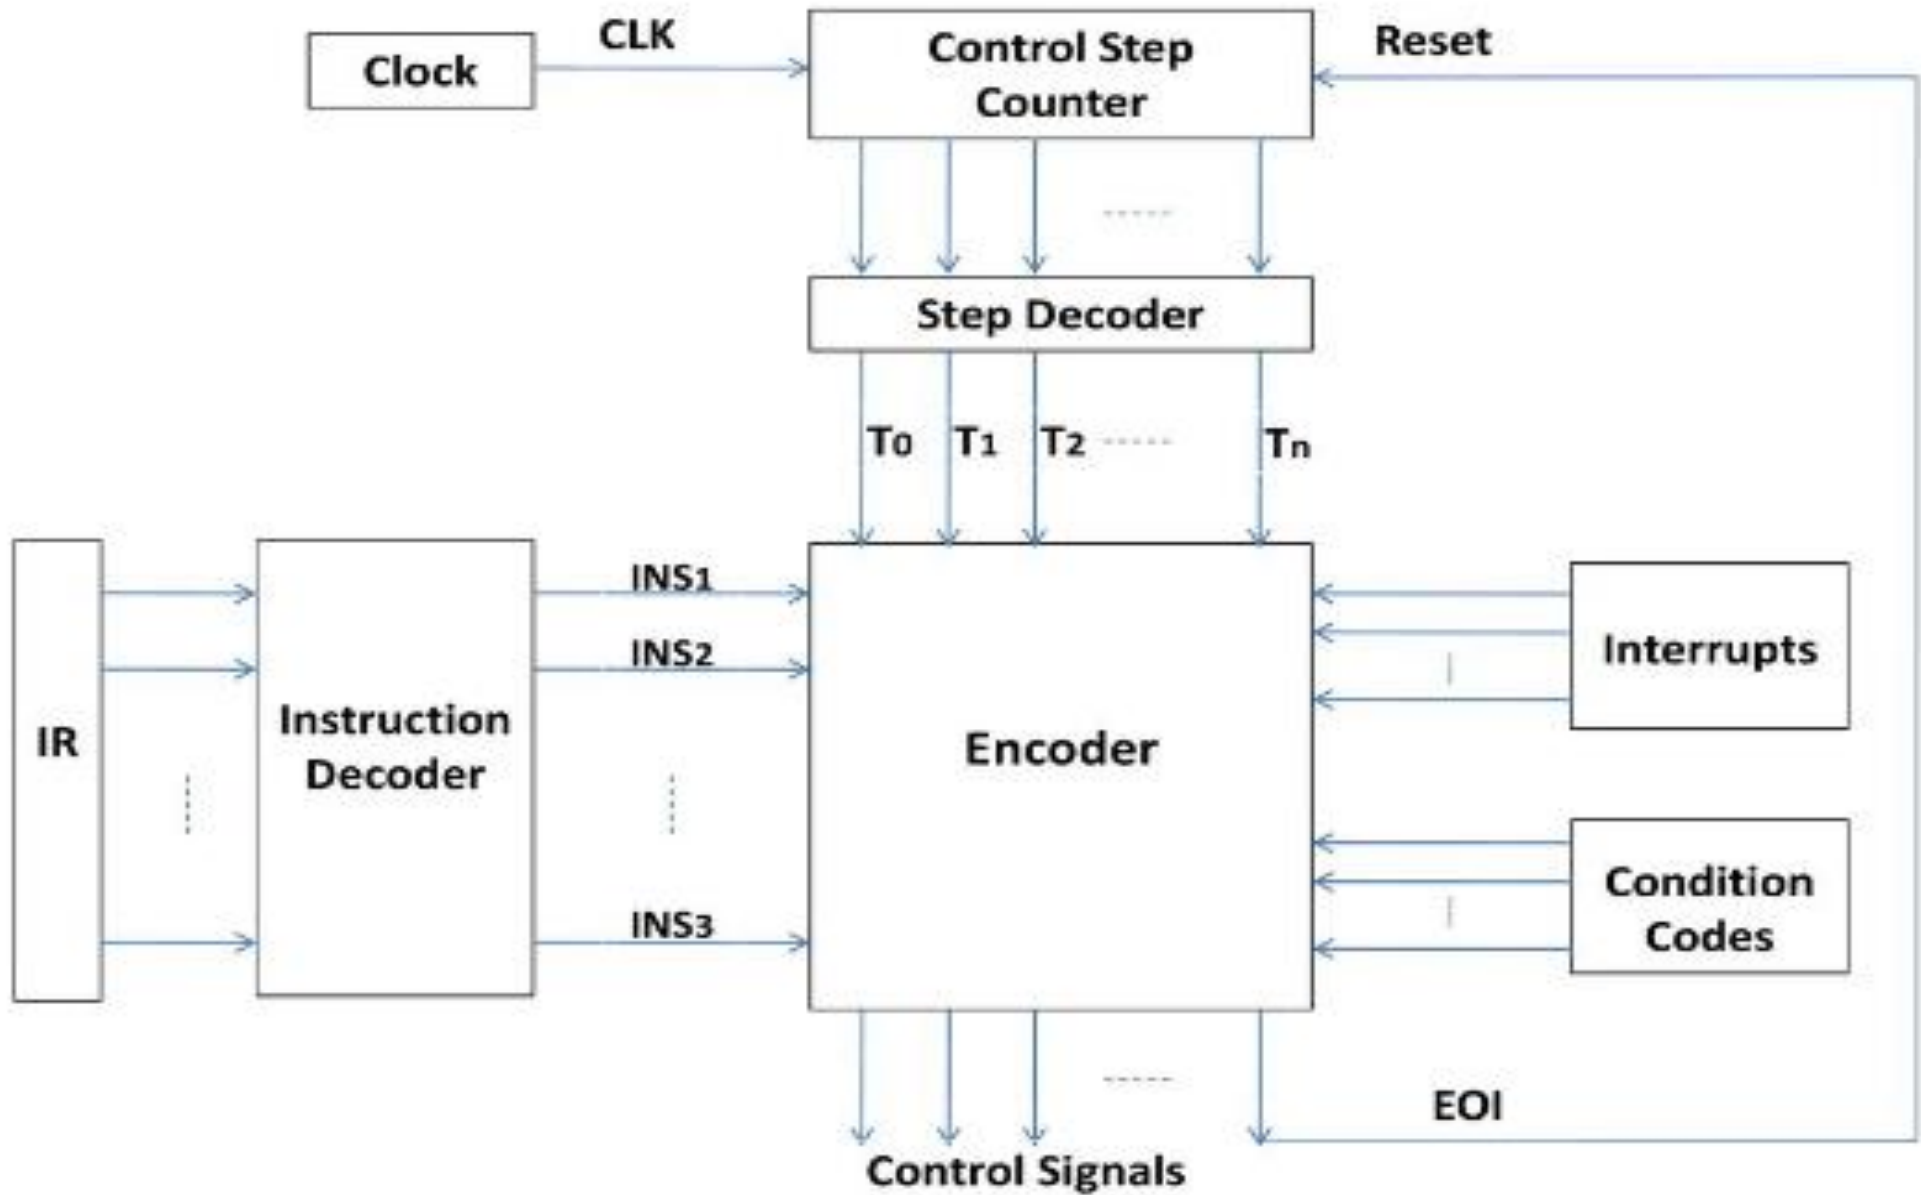 CLK
Clock
Control Step
Counter
Reset
Step Decoder
T0
T1
T2
Tn
IR
Instruction
Decoder
INS1
INS2
INS3
Encoder
Interrupts
Condition
Codes
EOI
Control Signals